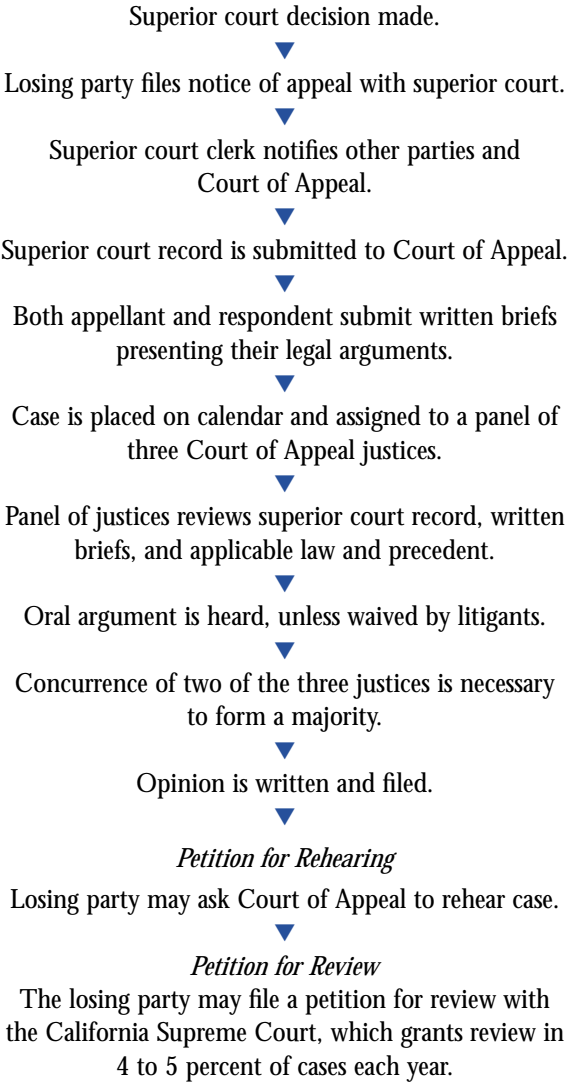 Superior court decision made.
Losing party files notice of appeal with superior court.
Superior court clerk notifies other parties and
Court of Appeal.
Superior court record is submitted to Court of Appeal.
Both appellant and respondent submit written briefs
presenting their legal arguments.
Case is placed on calendar and assigned to a panel of
three Court of Appeal justices.
Panel of justices reviews superior court record, written
briefs, and applicable law and precedent.
Oral argument is heard, unless waived by litigants.
Concurrence of two of the three justices is necessary
to form a majority.
Opinion is written and filed.
Petition for Rehearing
Losing party may ask Court of Appeal to rehear case.
Petition for Review
The losing party may file a petition for review with
the California Supreme Court, which grants review in
4 to 5 percent of cases each year.